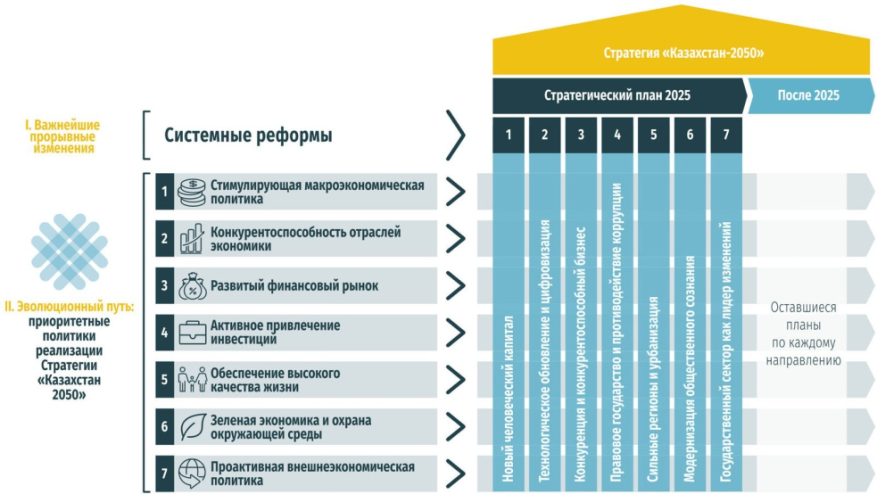 Стратегия «Казахстан-2050»
Стратегический план 2025
После 2025
I. Важнейшие
прорывные
изменения
Системные реформы
1
2
3
4
5
6
7
Новый человеческий капитал
Технологическое обновление и цифровизация
Конкуренция и конкурентоспособный бизнес
Правовое государство и противодействие коррупции
Сильные регионы и урбанизация
Модернизация общественного сознания
Государственный сектор как лидер изменений
II. Эволюционный путь:
приоритетные
политики
реализации
Стратегии
«Казахстан
2050»
1
Стимулирующая макроэкономическая
политика
2
Конкурентоспособность отраслей
экономики
3
Развитый финансовый рынок
4
Активное привлечение
инвестиций
5
Обеспечение высокого
качества жизни
6
Зеленая экономика и охрана
окружающей среды
7
Проактивная внешнеэкономическая
политика
Оставшиеся
планы
по каждому
направлению